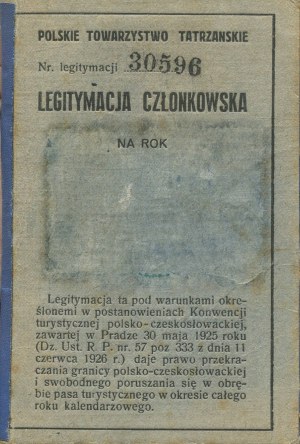 POLSKIE TOWARZYSTWO TATRZANSKIE
Nr. legitymacji 30596
LEGITYMACJA CZŁONKOWSKA
NA ROK
Legitymacja ta pod warunkami okre-
ślonemi w postanowieniach Konwencji
turystycznej polsko-czeskosłowackiej,
zawartej w Pradze 30 maja 1925 roku
(Dz. Ust. R. P. nr. 57 poz 333 z dnia 11
czerwca 1926 r.) daje prawo przekra-
czania granicy polsko-czeskosłowackiej
i swobodnego poruszania się w obrę-
bie pasa turystycznego w okresie całego
roku kalendarzowego.